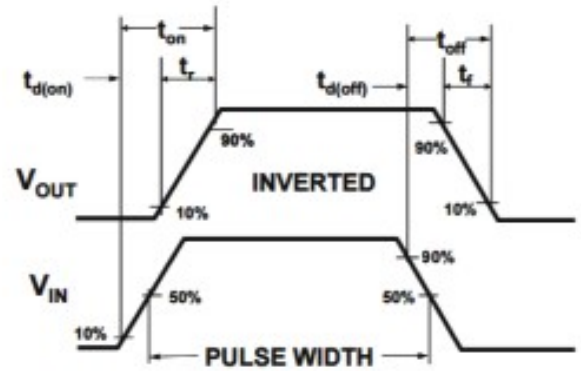 ton
toff
td(on)
tr
td(off)
tf
90%
90%
VOUT
INVERTED
10%
10%
90%
VIN
50%
50%
10%
PULSE WIDTH